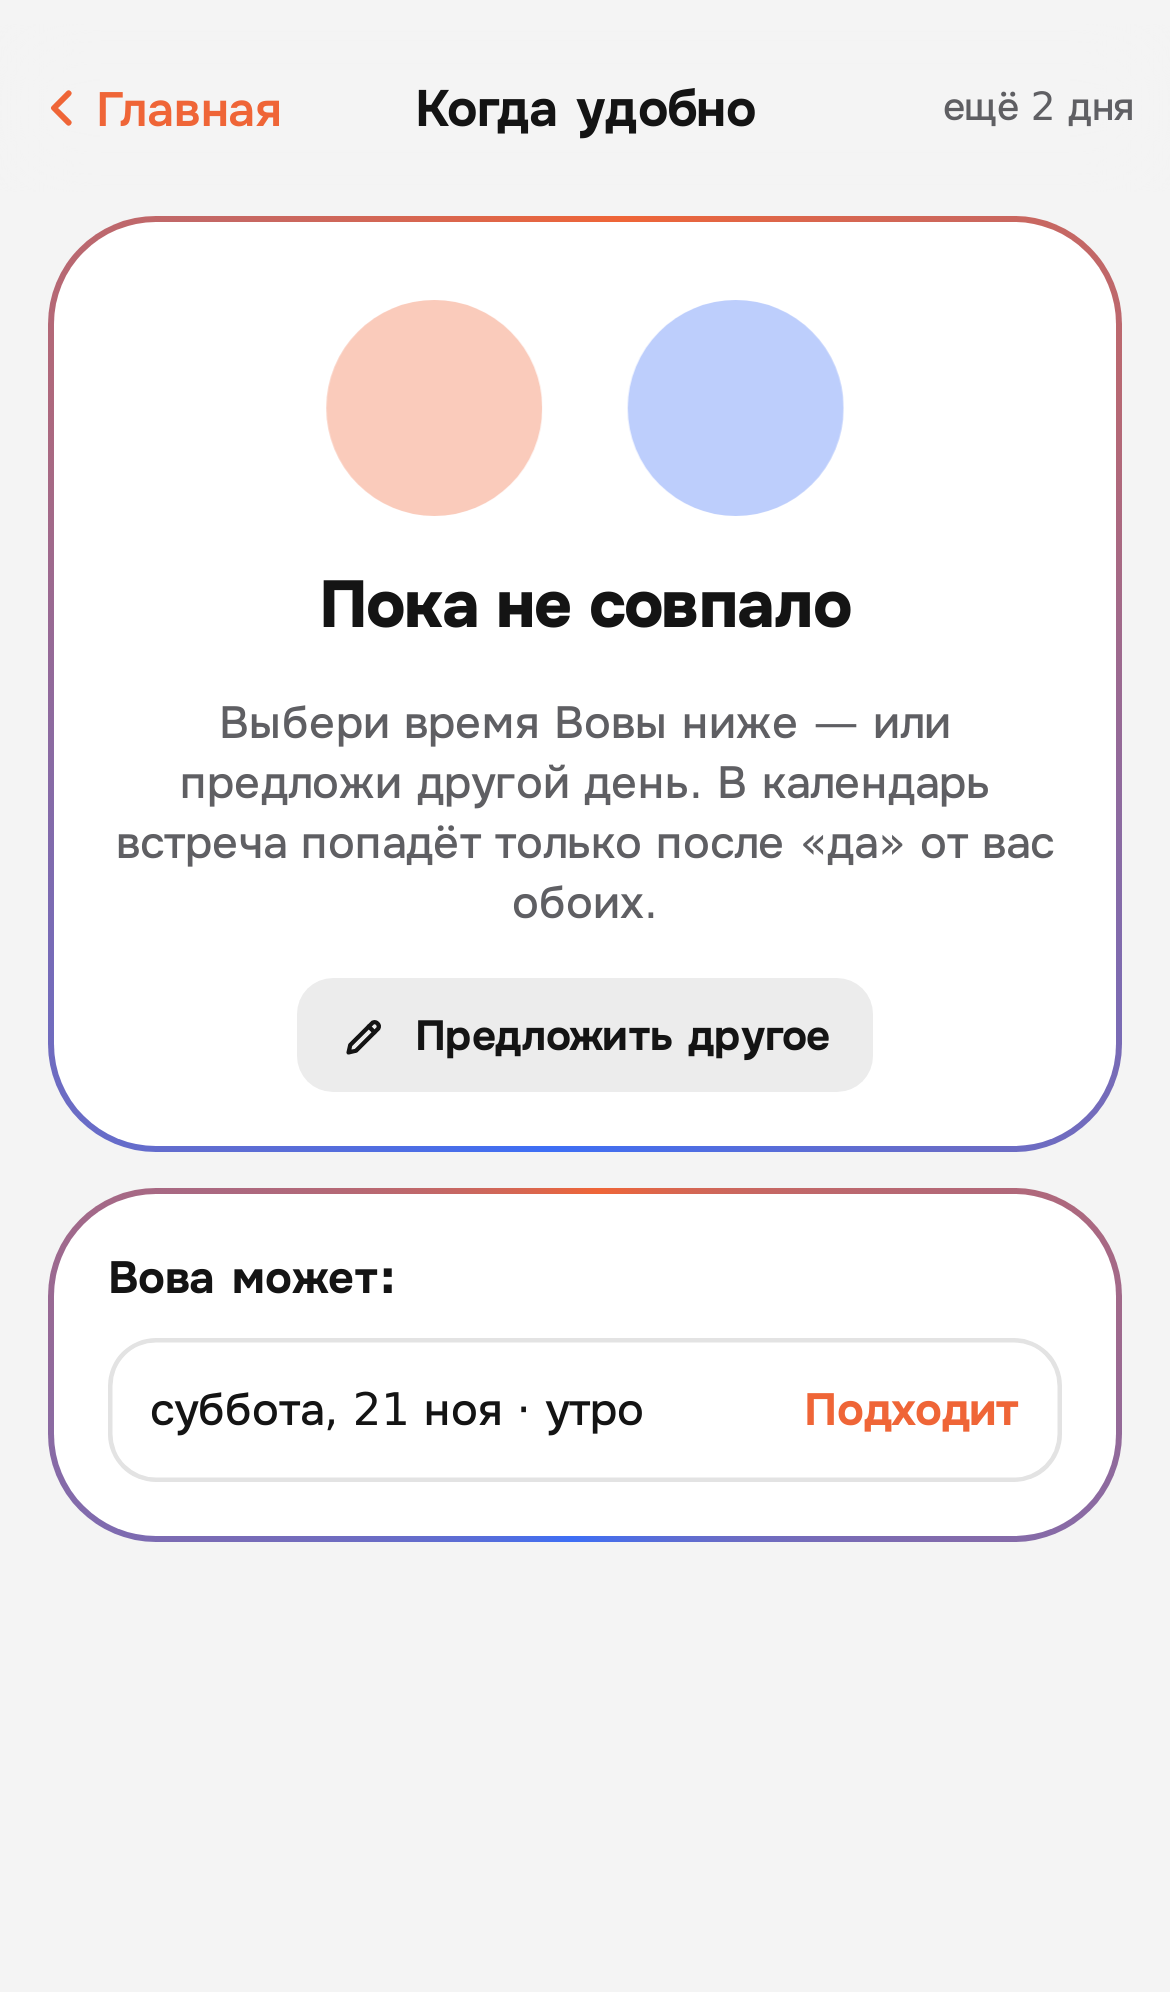 Главная
Когда удобно
ещё 2 дня
Пока не совпало
Выбери время Вовы ниже — или
предложи другой день. В календарь
встреча попадёт только после «да» от вас
обоих.
Предложить другое
Вова может:
суббота, 21 ноя · утро
Подходит